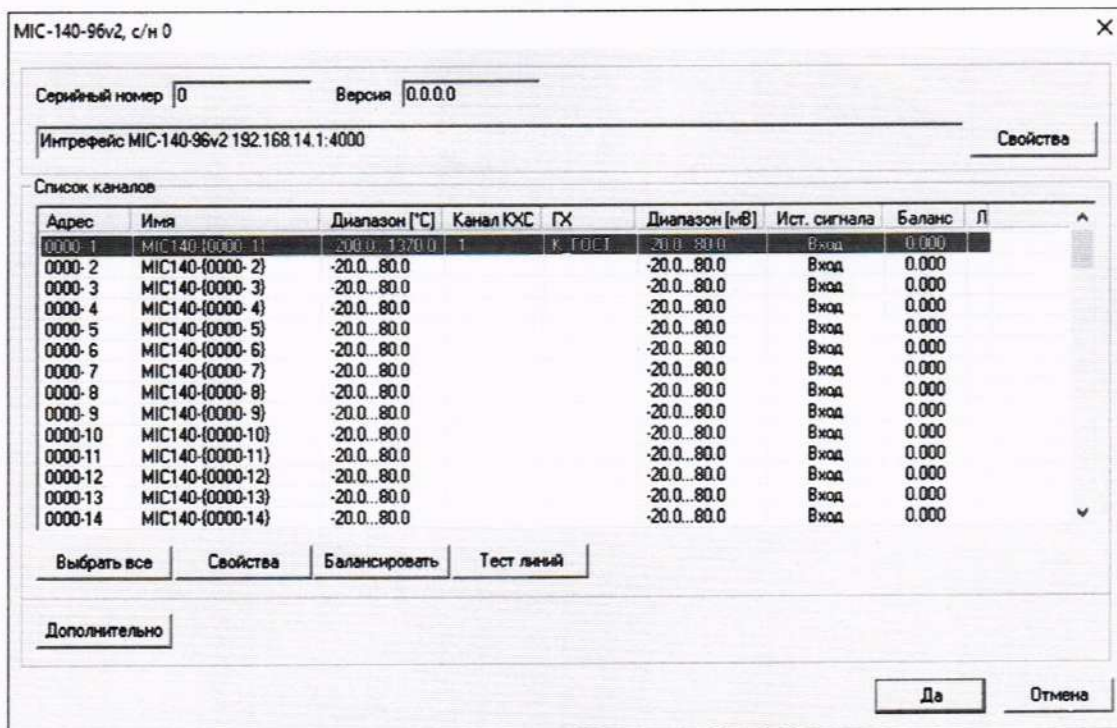 MIC-140-96v2, с/н 0
Серийный номер 0 Версия 0.0.0.0
Интрефейс MIC-140-96v2 192.168.14.1:4000 Свойства
Список каналов
Адрес Имя Диапазон [°C] Канал КХС ГХ Диапазон [мВ] Ист. сигнала Баланс Л
0000- 1 MIC140-{0000- 1} -200.0...1370.0 1 К ГОСТ -20.0...80.0 Вход 0.000
0000- 2 MIC140-{0000- 2} -20.0...80.0 -20.0...80.0 Вход 0.000
0000- 3 MIC140-{0000- 3} -20.0...80.0 -20.0...80.0 Вход 0.000
0000- 4 MIC140-{0000- 4} -20.0...80.0 -20.0...80.0 Вход 0.000
0000- 5 MIC140-{0000- 5} -20.0...80.0 -20.0...80.0 Вход 0.000
0000- 6 MIC140-{0000- 6} -20.0...80.0 -20.0...80.0 Вход 0.000
0000- 7 MIC140-{0000- 7} -20.0...80.0 -20.0...80.0 Вход 0.000
0000- 8 MIC140-{0000- 8} -20.0...80.0 -20.0...80.0 Вход 0.000
0000- 9 MIC140-{0000- 9} -20.0...80.0 -20.0...80.0 Вход 0.000
0000-10 MIC140-{0000-10} -20.0...80.0 -20.0...80.0 Вход 0.000
0000-11 MIC140-{0000-11} -20.0...80.0 -20.0...80.0 Вход 0.000
0000-12 MIC140-{0000-12} -20.0...80.0 -20.0...80.0 Вход 0.000
0000-13 MIC140-{0000-13} -20.0...80.0 -20.0...80.0 Вход 0.000
0000-14 MIC140-{0000-14} -20.0...80.0 -20.0...80.0 Вход 0.000
Выбрать все Свойства Балансировать Тест линий
Дополнительно
Да Отмена